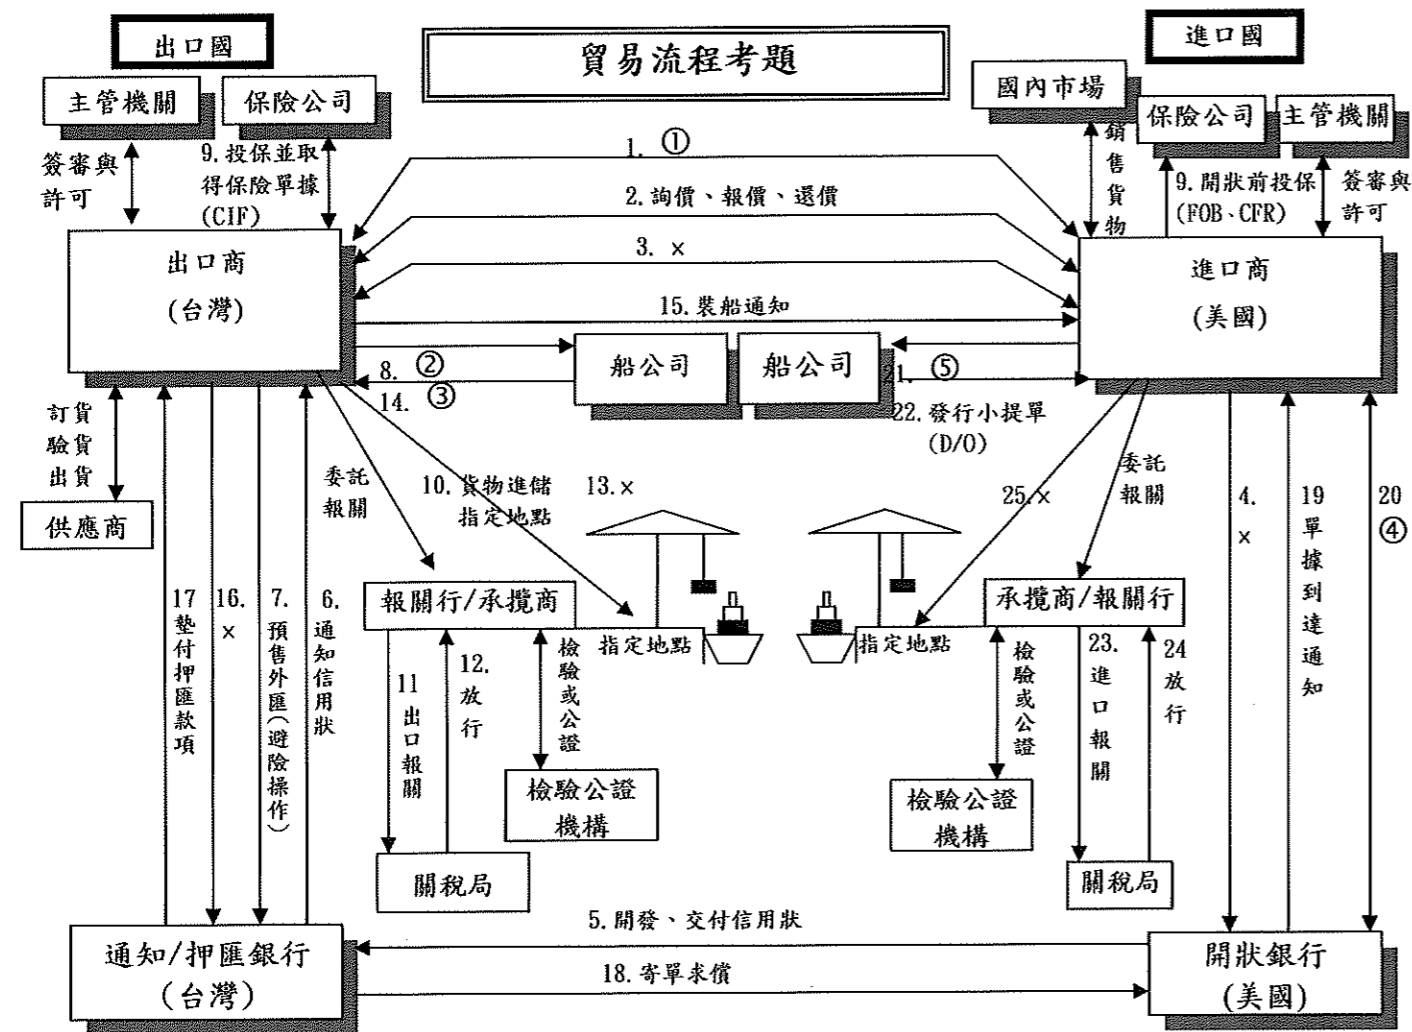 出口國
貿易流程考題
進口國
主管機關
保險公司
國內市場
保險公司
主管機關
簽審與
許可
9.投保並取
得保險單據
(CIF)
1. ①
2.詢價、報價、還價
3. ×
15.裝船通知
銷售貨物
9.開狀前投保
(FOB、CFR)
簽審與
許可
出口商
(台灣)
進口商
(美國)
船公司
船公司
8. ②
14. ③
21. ⑤
22.發行小提單
(D/O)
訂貨
驗貨
出貨
供應商
委託
報關
10.貨物進儲
指定地點
13.×
25.×
委託
報關
4.
×
19
單據到達通知
20
④
報關行/承攬商
指定地點
指定地點
承攬商/報關行
17
墊付押匯款項
16.
×
7.
預售外匯(避險操作)
6.
通知信用狀
11
出口報關
12.
放行
檢驗或公證
檢驗或公證
23.
進口報關
24
放行
檢驗公證
機構
檢驗公證
機構
關稅局
關稅局
5.開發、交付信用狀
18.寄單求償
通知/押匯銀行
(台灣)
開狀銀行
(美國)